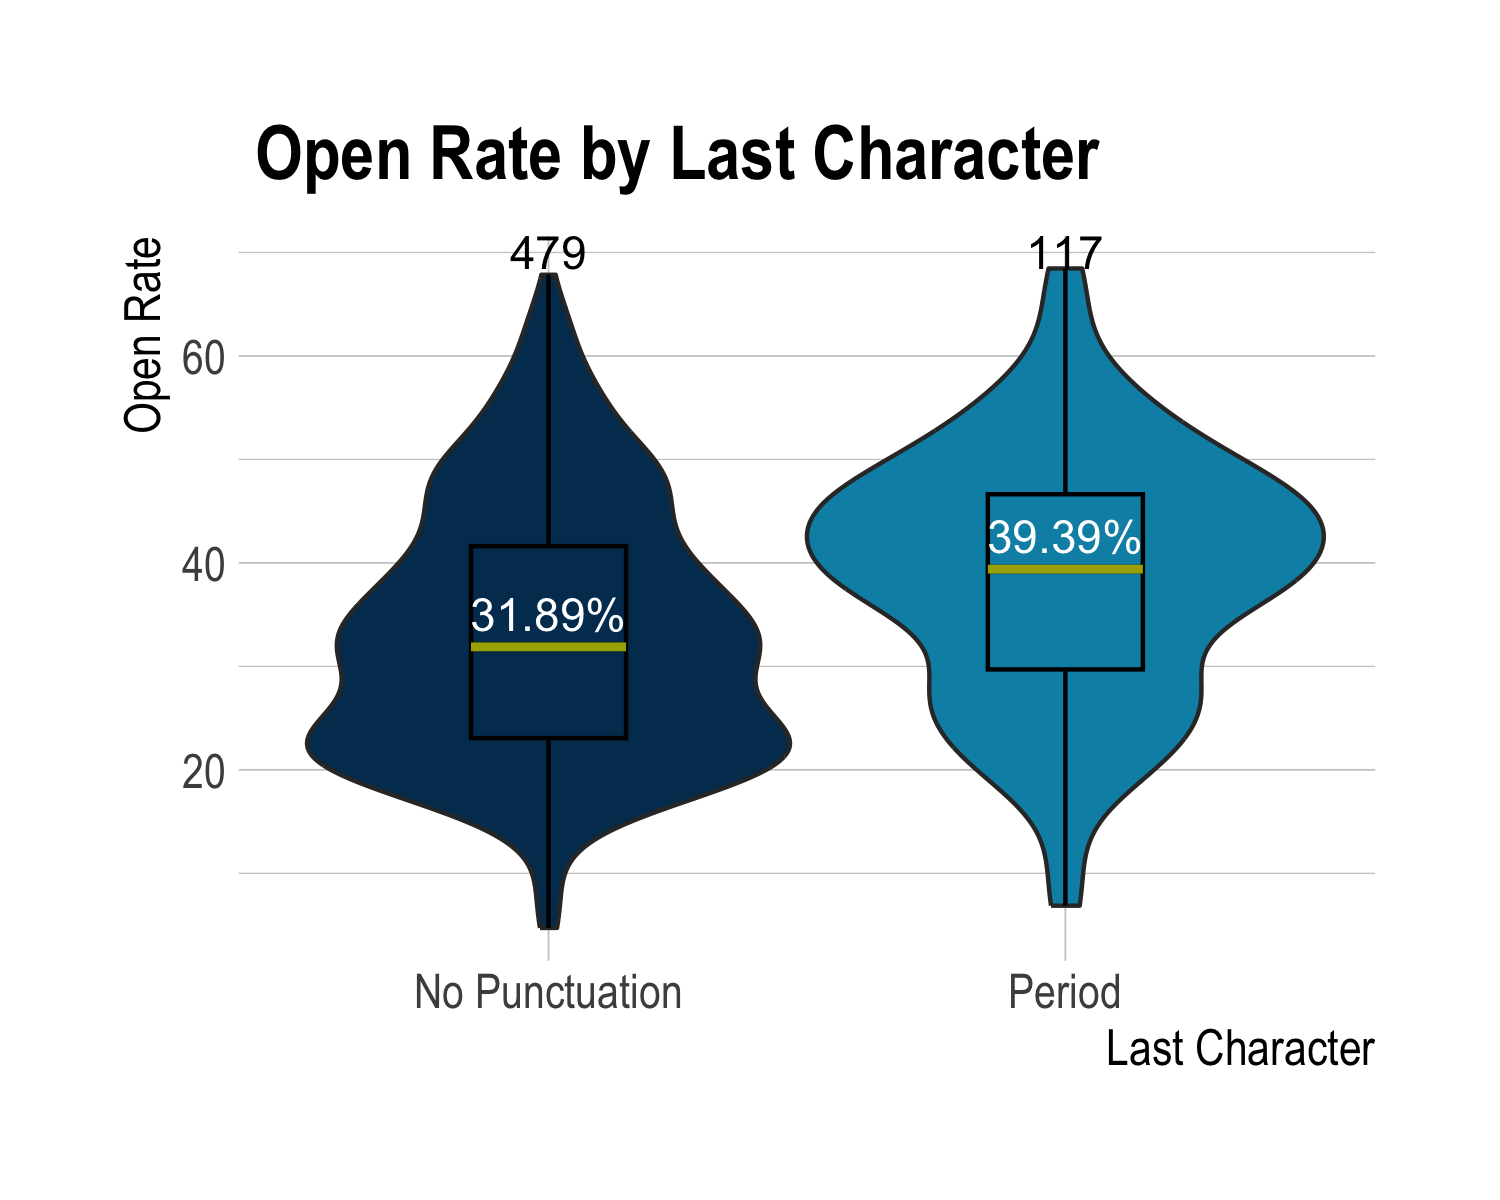 Open Rate by Last Character
Open Rate
479
117
60
40
20
39.39%
31.89%
No Punctuation
Period
Last Character